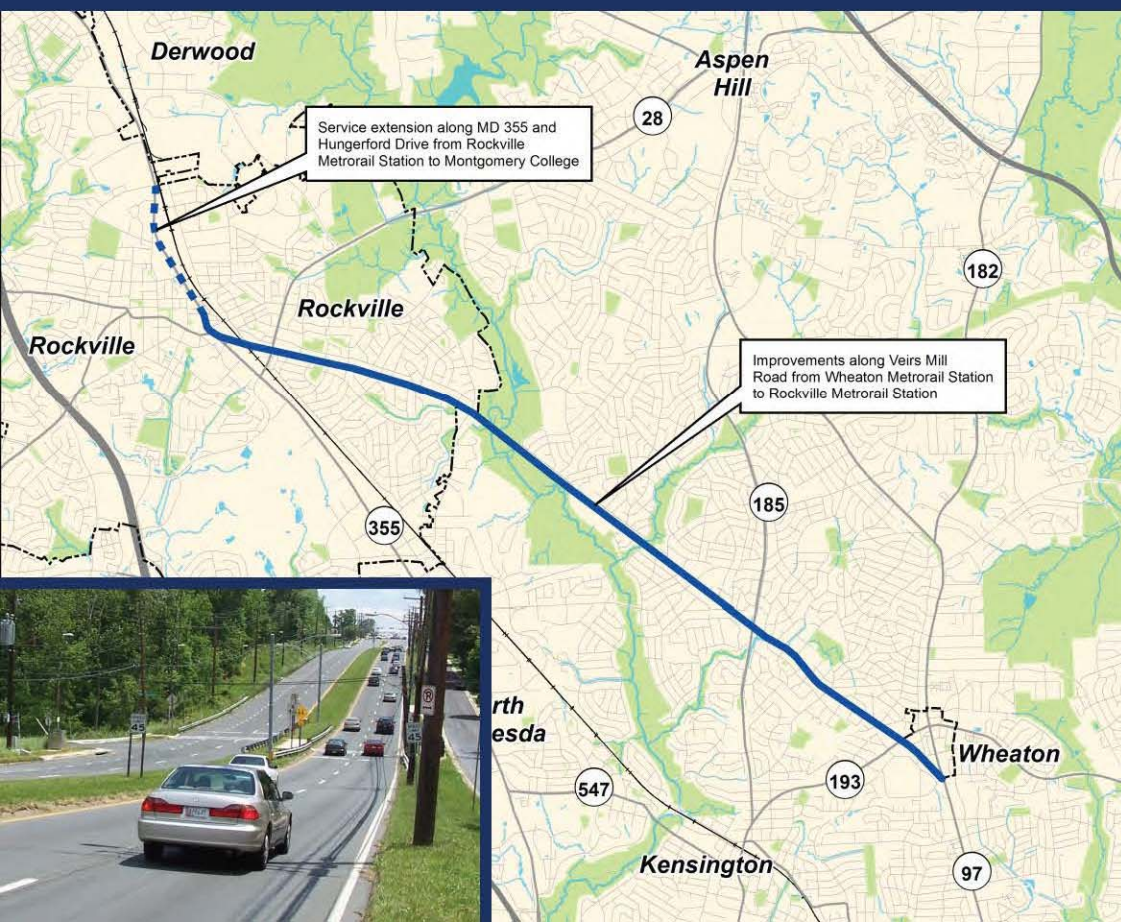 Derwood
Aspen
Hill
28
Service extension along MD 355 and
Hungerford Drive from Rockville
Metrorail Station to Montgomery College
182
Rockville
Rockville
Improvements along Veirs Mill
Road from Wheaton Metrorail Station
to Rockville Metrorail Station
185
355
45
45
rth
esda
Wheaton
193
547
Kensington
97